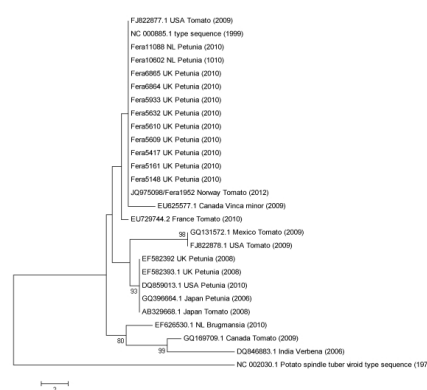 FJ822877.1 USA Tomato (2009)
NC 000885.1 type sequence (1999)
Fera11088 NL Petunia (2010)
Fera10602 NL Petunia (1010)
Fera6865 UK Petunia (2010)
Fera6864 UK Petunia (2010)
Fera5933 UK Petunia (2010)
Fera5632 UK Petunia (2010)
Fera5610 UK Petunia (2010)
Fera5609 UK Petunia (2010)
Fera5417 UK Petunia (2010)
Fera5161 UK Petunia (2010)
Fera5148 UK Petunia (2010)
JQ975098/Fera1952 Norway Tomato (2012)
EU625577.1 Canada Vinca minor (2009)
EU729744.2 France Tomato (2010)
GQ131572.1 Mexico Tomato (2009)
98
FJ822878.1 USA Tomato (2009)
EF582392 UK Petunia (2008)
EF582393.1 UK Petunia (2008)
DQ859013.1 USA Petunia (2010)
93
GQ396664.1 Japan Petunia (2006)
AB329668.1 Japan Tomato (2008)
EF626530.1 NL Brugmansia (2010)
80
GQ169709.1 Canada Tomato (2009)
99
DQ846883.1 India Verbena (2006)
NC 002030.1 Potato spindle tuber viroid type sequence (197
2